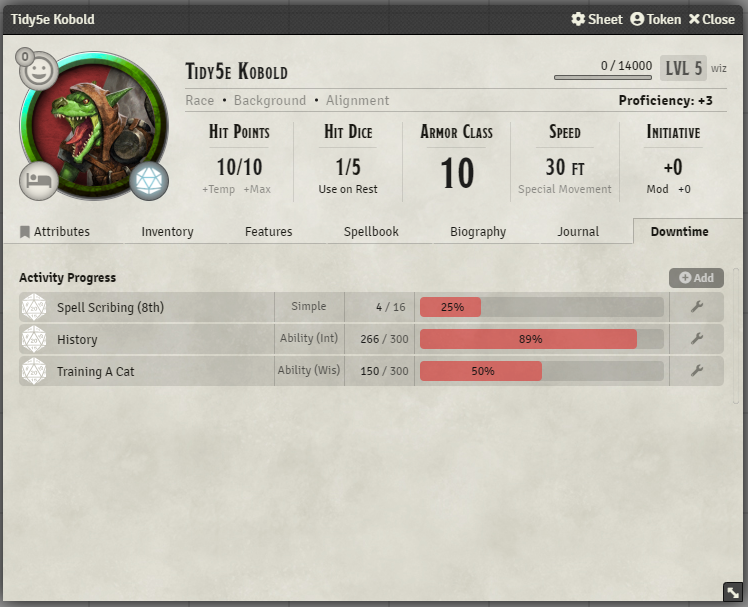 Tidy5e Kobold Sheet Token Close
0
Tidy5e Kobold 0 / 14000 LVL 5 wiz
Race • Background • Alignment Proficiency: +3
Hit Points Hit Dice Armor Class Speed Initiative
10/10 1/5 10 30 ft +0
+Temp +Max Use on Rest Special Movement Mod +0
Attributes Inventory Features Spellbook Biography Journal Downtime
Activity Progress Add
Spell Scribing (8th) Simple 4 / 16 25%
History Ability (Int) 266 / 300 89%
Training A Cat Ability (Wis) 150 / 300 50%